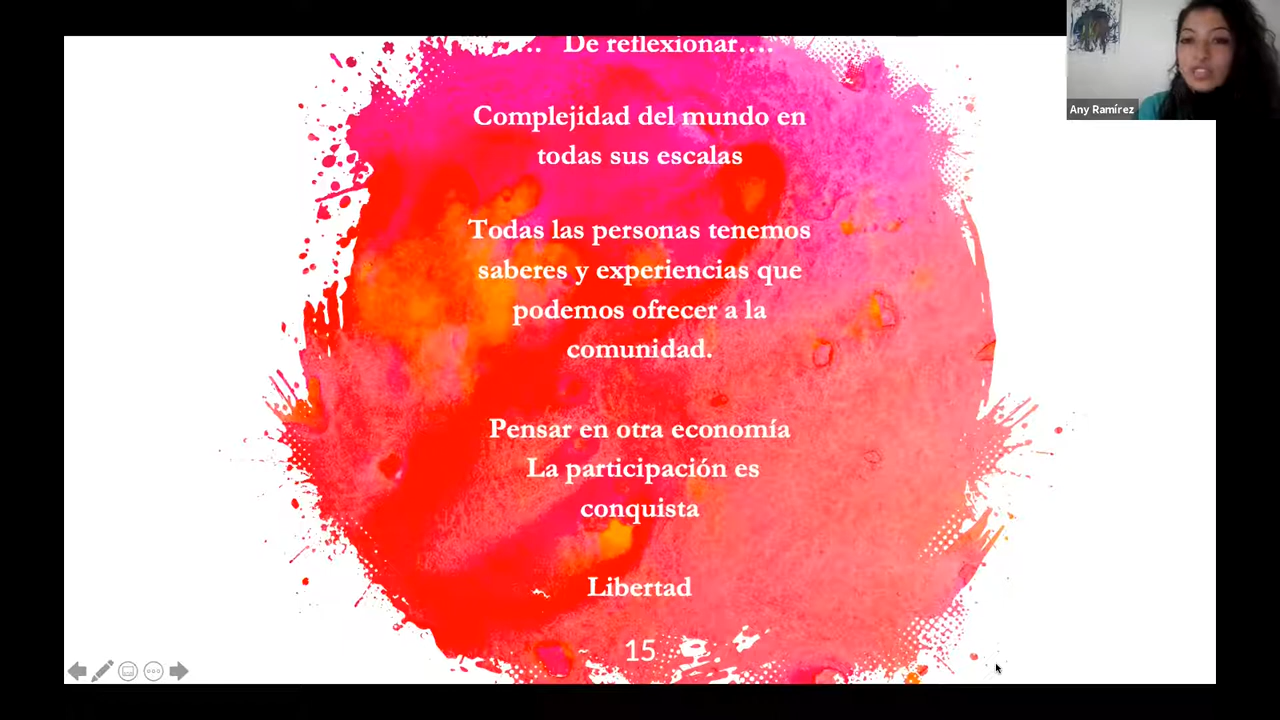 …. De reflexionar….
Complejidad del mundo en
todas sus escalas
Todas las personas tenemos
saberes y experiencias que
podemos ofrecer a la
comunidad.
Pensar en otra economía
La participación es
conquista
Libertad
15
Any Ramírez